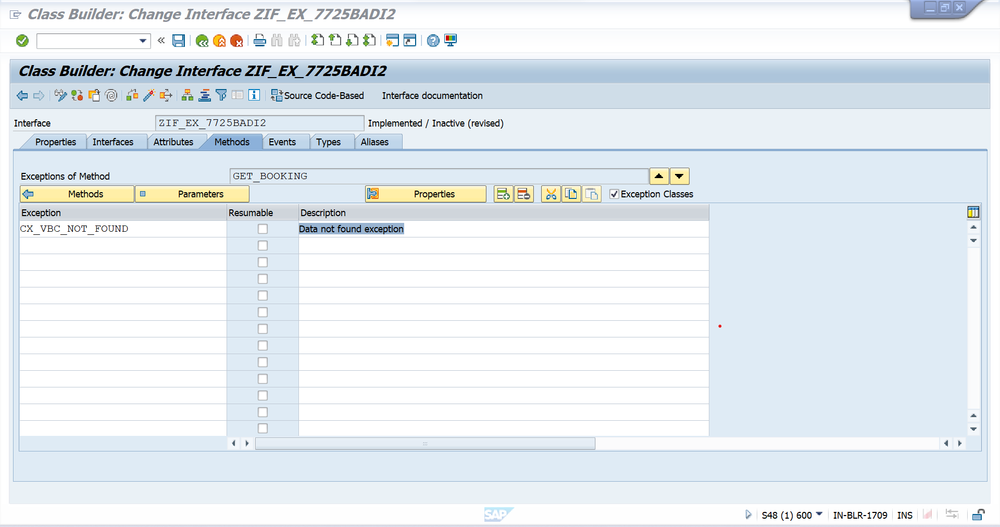 Class Builder: Change Interface ZIF_EX_7725BADI2
Class Builder: Change Interface ZIF_EX_7725BADI2
Source Code-Based Interface documentation
Interface ZIF_EX_7725BADI2 Implemented / Inactive (revised)
Properties Interfaces Attributes Methods Events Types Aliases
Exceptions of Method GET_BOOKING
Methods Parameters Properties Exception Classes
Exception Resumable Description
CX_VBC_NOT_FOUND Data not found exception
SAP S48 (1) 600 IN-BLR-1709 INS